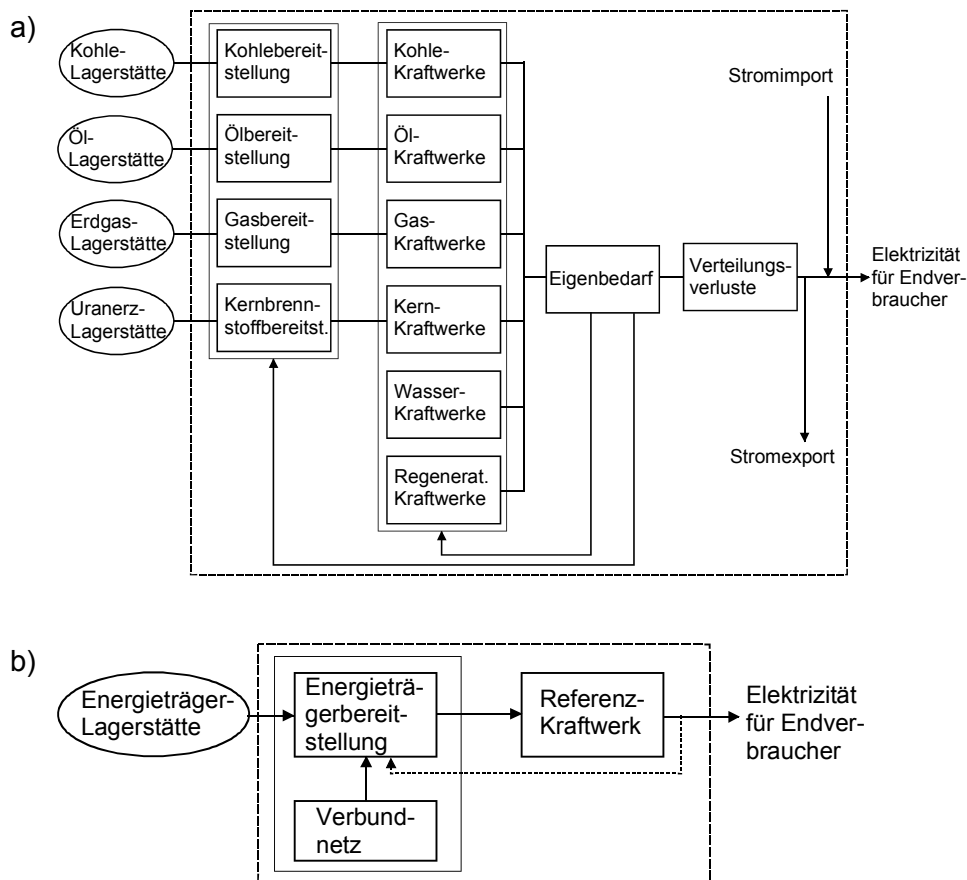 a)
Kohle-
Lagerstätte
Kohlebereit-
stellung
Kohle-
Kraftwerke
Stromimport
Öl-
Lagerstätte
Ölbereit-
stellung
Öl-
Kraftwerke
Erdgas-
Lagerstätte
Gasbereit-
stellung
Gas-
Kraftwerke
Eigenbedarf
Verteilungs-
verluste
Elektrizität
für Endver-
braucher
Uranerz-
Lagerstätte
Kernbrenn-
stoffbereitst.
Kern-
Kraftwerke
Wasser-
Kraftwerke
Stromexport
Regenerat.
Kraftwerke
b)
Energieträger-
Lagerstätte
Energieträ-
gerbereit-
stellung
Referenz-
Kraftwerk
Elektrizität
für Endver-
braucher
Verbund-
netz